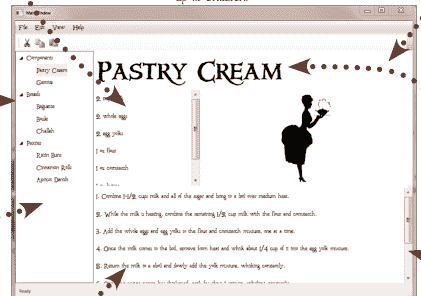 up to children.
Main Window
File Edit View Help
Components
Pastry Cream
Ganache
Breads
Baguette
Brioche
Challah
Pastries
Raisin Buns
Cinnamon Rolls
Apricot Danish
PASTRY CREAM
2
2 whole eggs
2 egg yolks
1 oz flour
1 oz cornstarch
1. Combine 1-1/2 cups milk and all of the sugar and bring to a boil over medium heat.
2. While the milk is heating, combine the remaining 1/2 cup milk with the flour and cornstarch.
3. Add the whole eggs and egg yolks to the flour and cornstarch mixture, one at a time.
4. Once the milk comes to the boil, remove from heat and whisk about 1/4 cup of it into the egg yolk mixture.
5. Return the milk to a boil and slowly add the yolk mixture, whisking constantly.
Ready